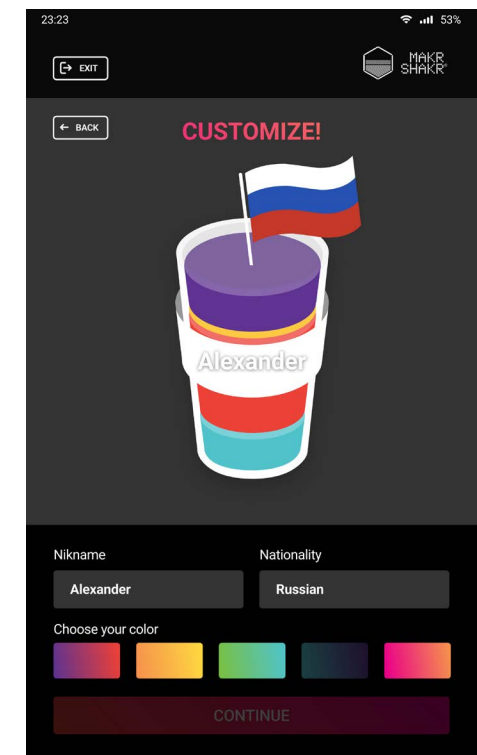 23:23
53%
EXIT
MAKR
SHAKR®
BACK
CUSTOMIZE!
Alexander
Nikname
Nationality
Alexander
Russian
Choose your color
CONTINUE